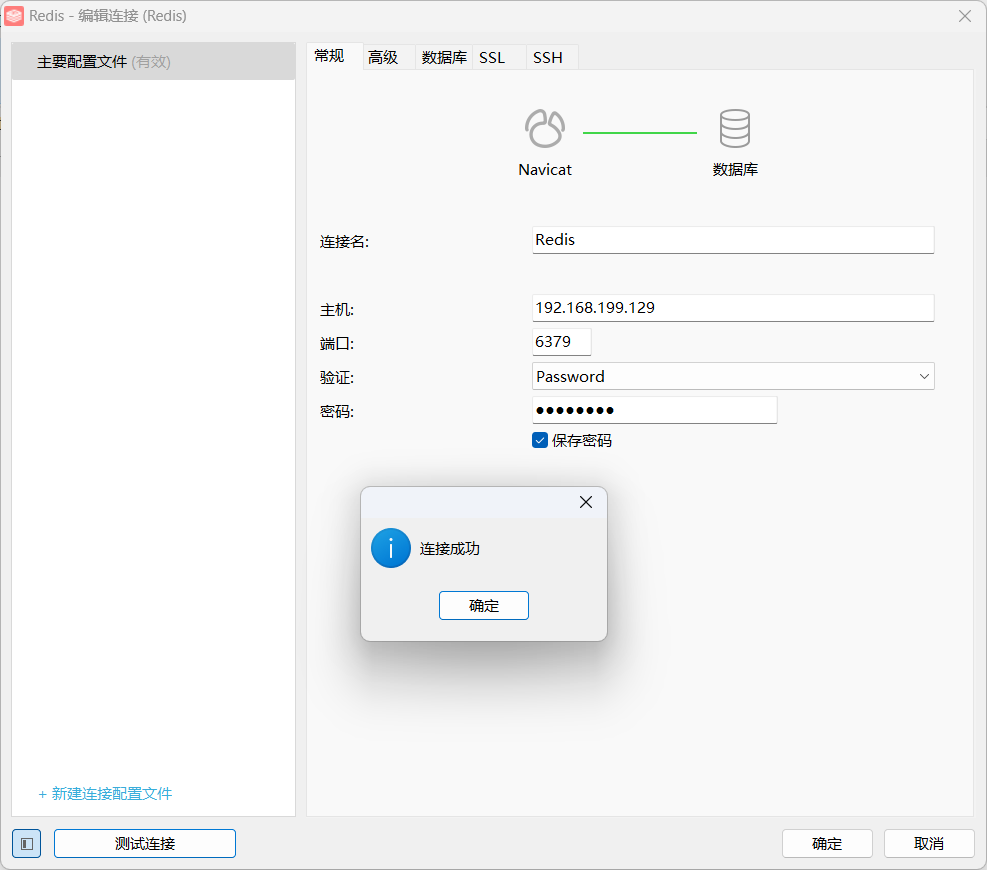 Redis - 编辑连接 (Redis)
主要配置文件 (有效)
常规 高级 数据库 SSL SSH
Navicat 数据库
连接名: Redis
主机: 192.168.199.129
端口: 6379
验证: Password
密码: ●●●●●●●●
保存密码
连接成功
确定
+ 新建连接配置文件
测试连接 确定 取消